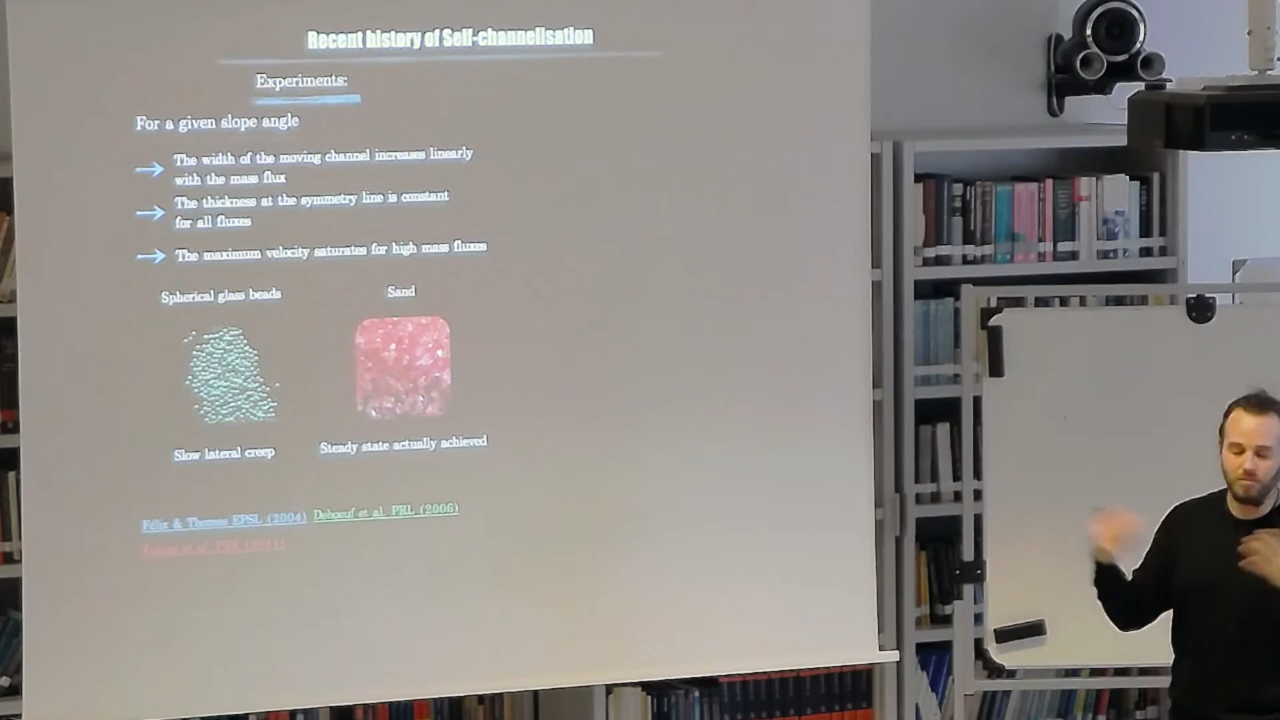 Recent history of Self-channelisation
Experiments:
For a given slope angle
The width of the moving channel increases linearly
with the mass flux
The thickness at the symmetry line is constant
for all fluxes
The maximum velocity saturates for high mass fluxes
Spherical glass beads
Sand
Slow lateral creep
Steady state actually achieved
Félix & Thomas EPSL (2004) Deboeuf et al. PRL (2006)